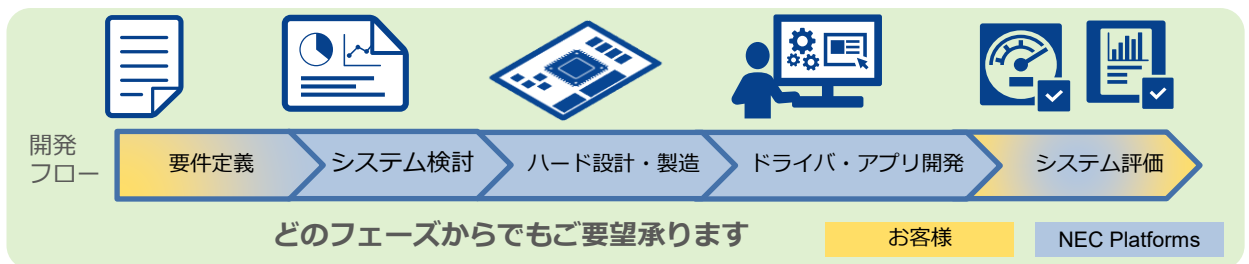 開発
フロー
要件定義
システム検討
ハード設計・製造
ドライバ・アプリ開発
システム評価
どのフェーズからでもご要望承ります
お客様
NEC Platforms